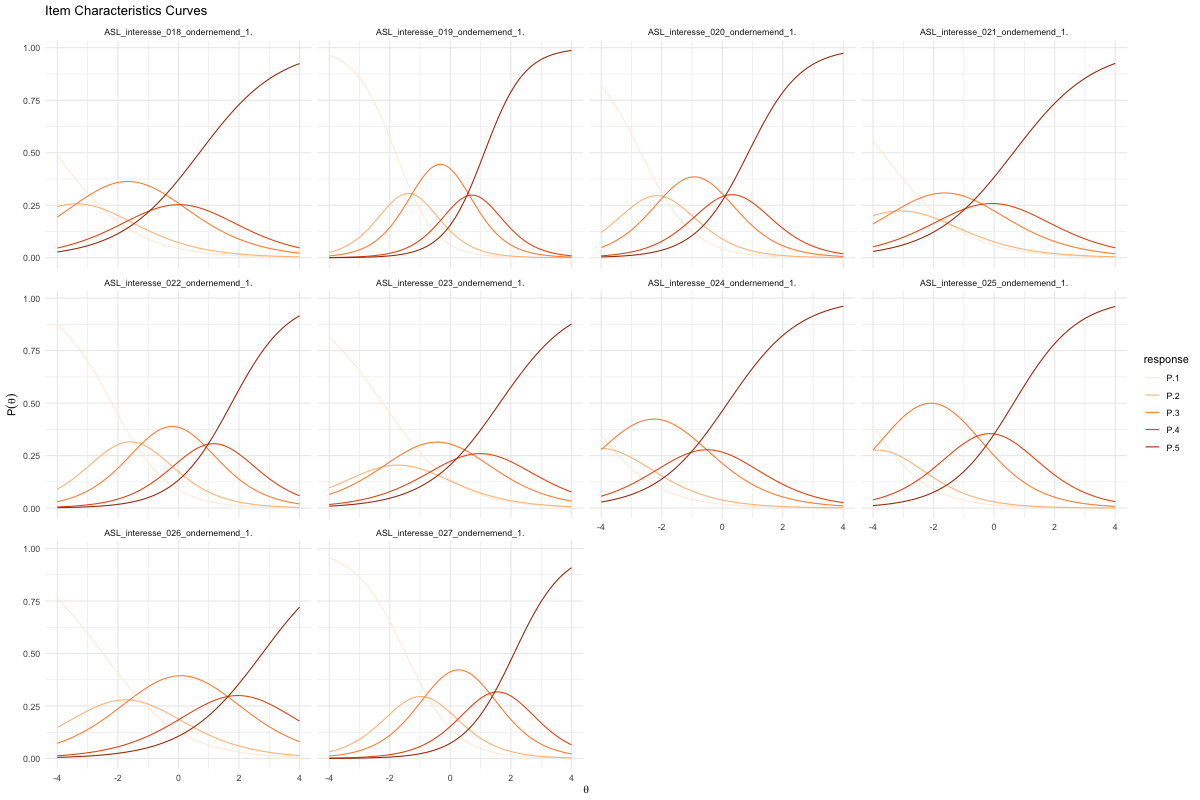 Item Characteristics Curves
ASL_interesse_018_ondernemend_1. ASL_interesse_019_ondernemend_1. ASL_interesse_020_ondernemend_1. ASL_interesse_021_ondernemend_1.
1.00
0.75
0.50
0.25
0.00
ASL_interesse_022_ondernemend_1. ASL_interesse_023_ondernemend_1. ASL_interesse_024_ondernemend_1. ASL_interesse_025_ondernemend_1.
1.00
0.75
0.50
0.25
0.00
-4 -2 0 2 4 -4 -2 0 2 4
ASL_interesse_026_ondernemend_1. ASL_interesse_027_ondernemend_1.
1.00
0.75
0.50
0.25
0.00
-4 -2 0 2 4 -4 -2 0 2 4
P(θ)
θ
response
P.1
P.2
P.3
P.4
P.5